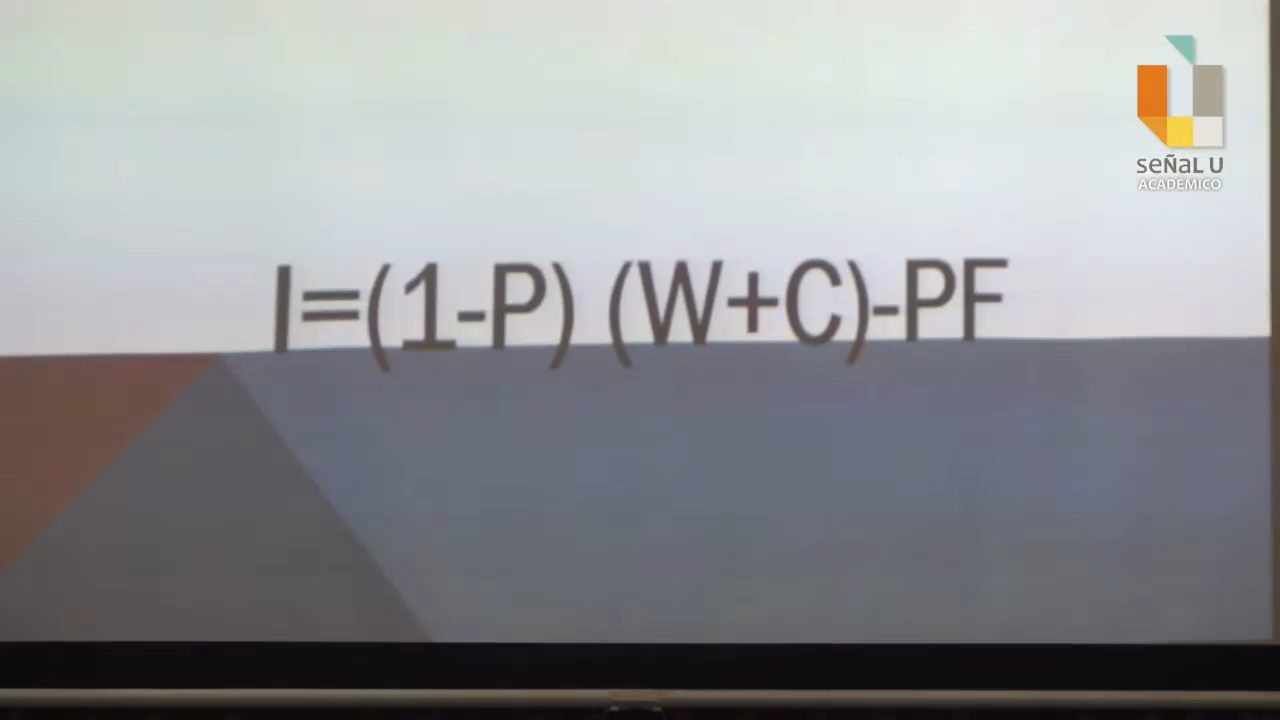 I=(1-P) (W+C)-PF
seÑaL U
ACADÉMICO